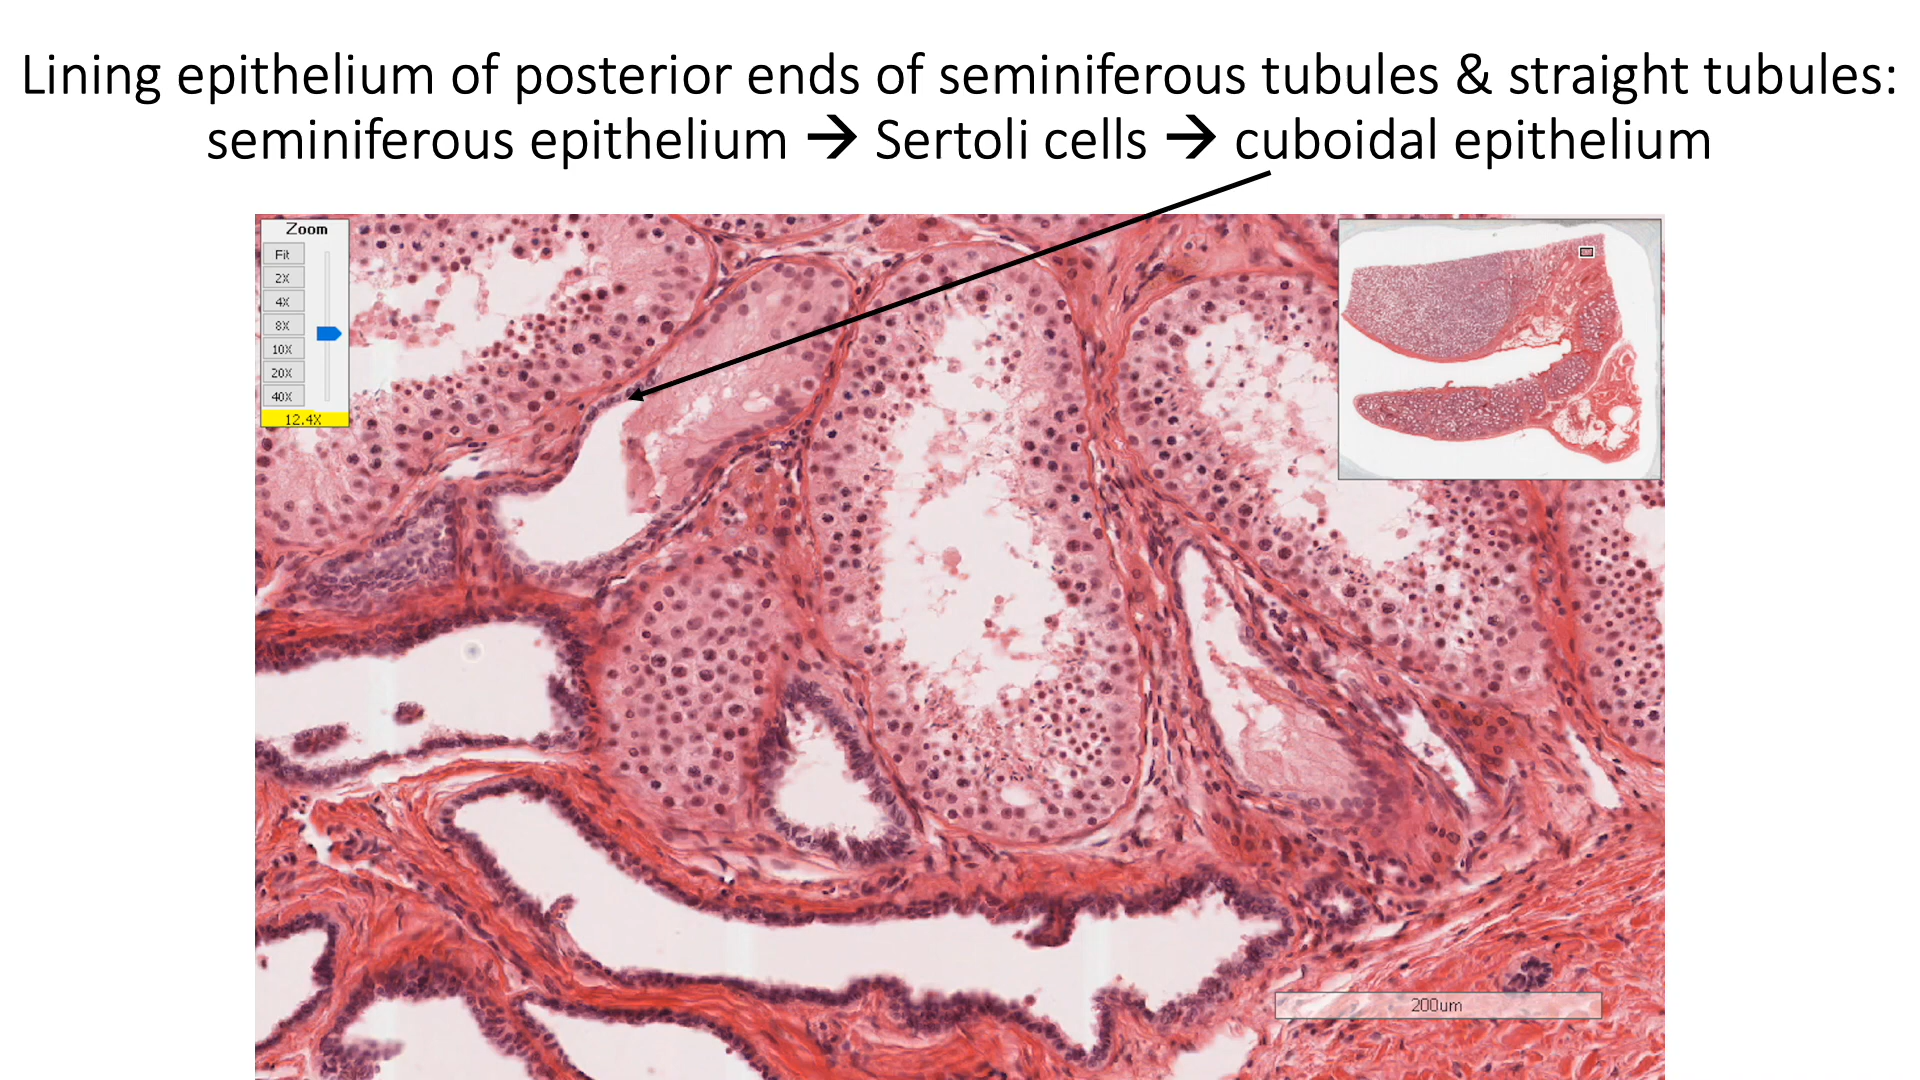 Lining epithelium of posterior ends of seminiferous tubules & straight tubules:
seminiferous epithelium → Sertoli cells → cuboidal epithelium
Zoom
Fit
2X
4X
8X
10X
20X
40X
12.4X
200um